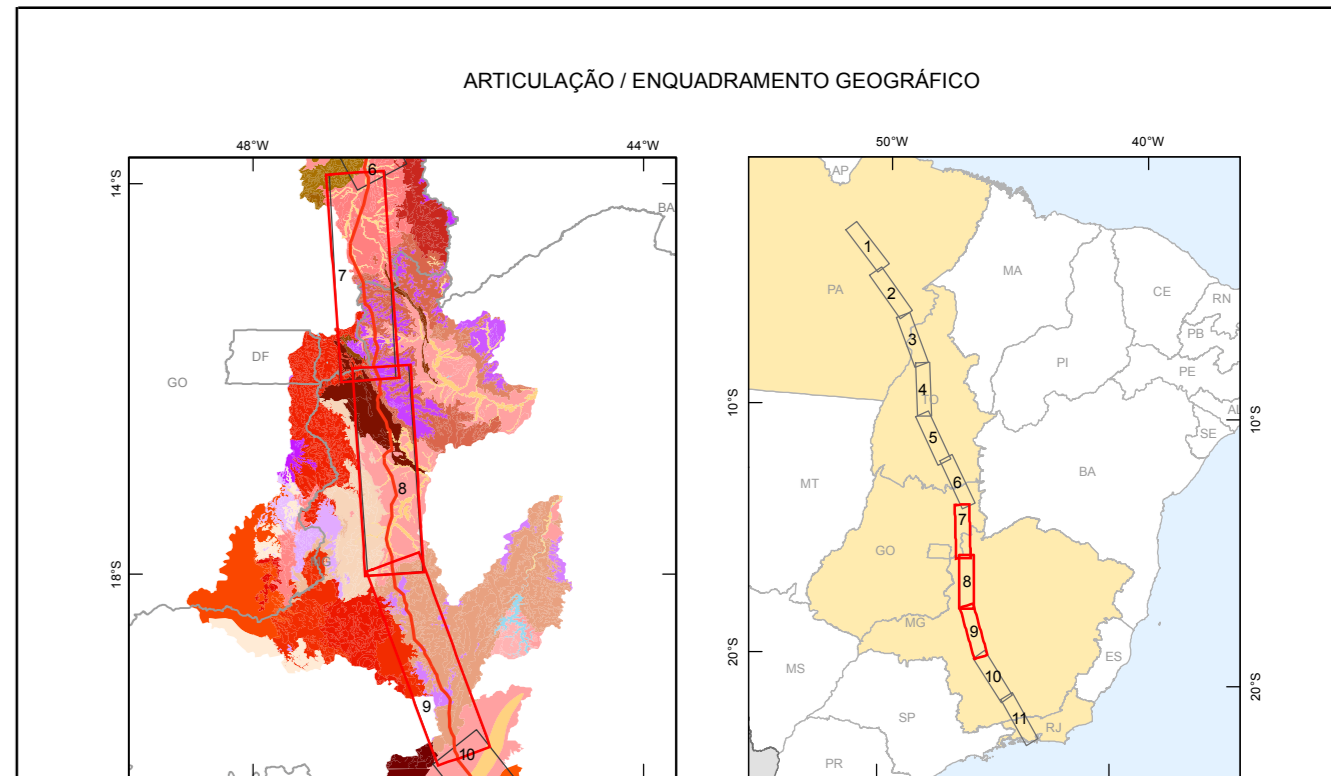 ARTICULAÇÃO / ENQUADRAMENTO GEOGRÁFICO
48°W
44°W
14°S
18°S
6
BA
7
DF
GO
8
9
10
50°W
40°W
10°S
20°S
10°S
20°S
AP
1
MA
CE
PA
2
RN
3
PB
PI
PE
4
TO
AL
SE
5
BA
MT
6
7
GO
8
MG
9
ES
MS
10
SP
11
RJ
PR